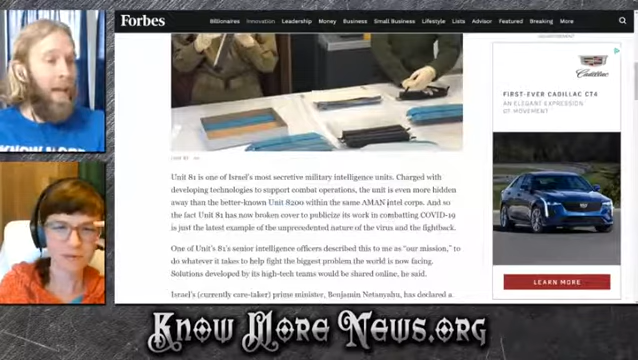 Forbes
Billionaires Innovation Leadership Money Business Small Business Lifestyle Lists Advisor Featured Breaking More
ADVERTISEMENT
Cadillac
FIRST-EVER CADILLAC CT4
AN ELEGANT EXPRESSION
OF MOVEMENT
LEARN MORE
Unit 81 is one of Israel's most secretive military intelligence units. Charged with
developing technologies to support combat operations, the unit is even more hidden
away than the better-known Unit 8200 within the same AMAN intel corps. And so
the fact Unit 81 has now broken cover to publicize its work in combatting COVID-19
is just the latest example of the unprecedented nature of the virus and the fightback.
One of Unit's 81's senior intelligence officers described this to me as "our mission," to
do whatever it takes to help fight the biggest problem the world is now facing.
Solutions developed by its high-tech teams would be shared online, he said.
Israel's (currently care-taker) prime minister, Benjamin Netanyahu, has declared a
KNOW MORE NEWS.ORG